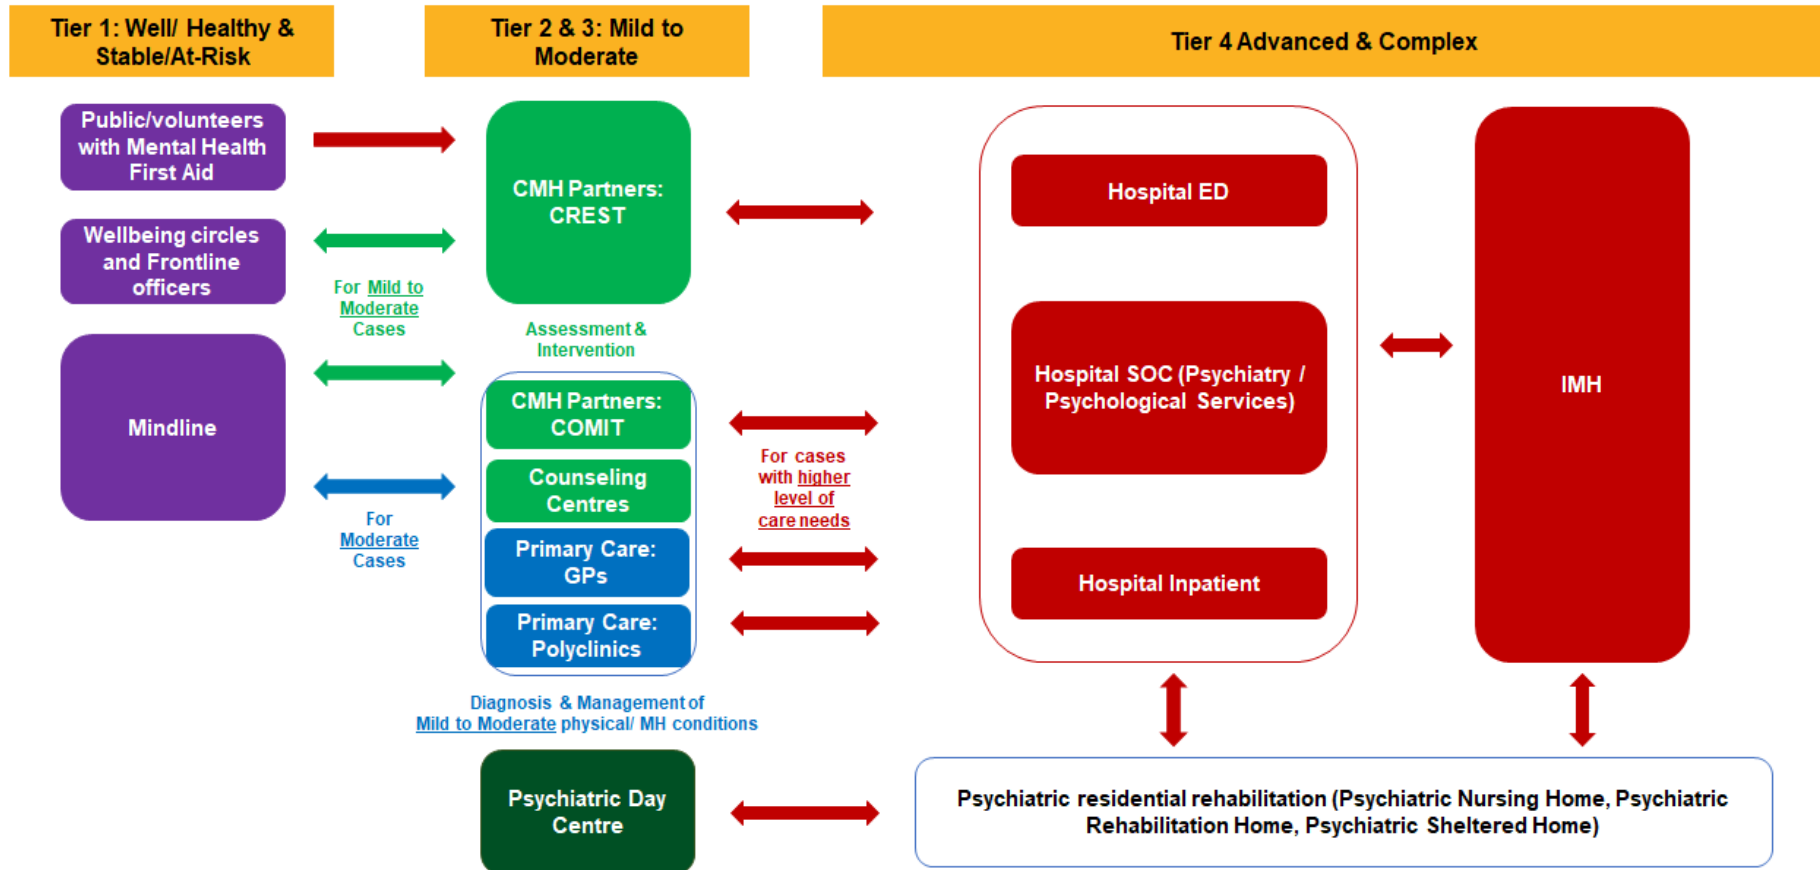 Tier 1: Well/ Healthy &
Stable/At-Risk
Tier 2 & 3: Mild to
Moderate
Tier 4 Advanced & Complex
Public/volunteers
with Mental Health
First Aid
Wellbeing circles
and Frontline
officers
Mindline
For Mild to
Moderate
Cases
For
Moderate
Cases
CMH Partners:
CREST
Assessment &
Intervention
CMH Partners:
COMIT
Counseling
Centres
Primary Care:
GPs
Primary Care:
Polyclinics
Diagnosis & Management of
Mild to Moderate physical/ MH conditions
Psychiatric Day
Centre
For cases
with higher
level of
care needs
Hospital ED
Hospital SOC (Psychiatry /
Psychological Services)
Hospital Inpatient
IMH
Psychiatric residential rehabilitation (Psychiatric Nursing Home, Psychiatric
Rehabilitation Home, Psychiatric Sheltered Home)